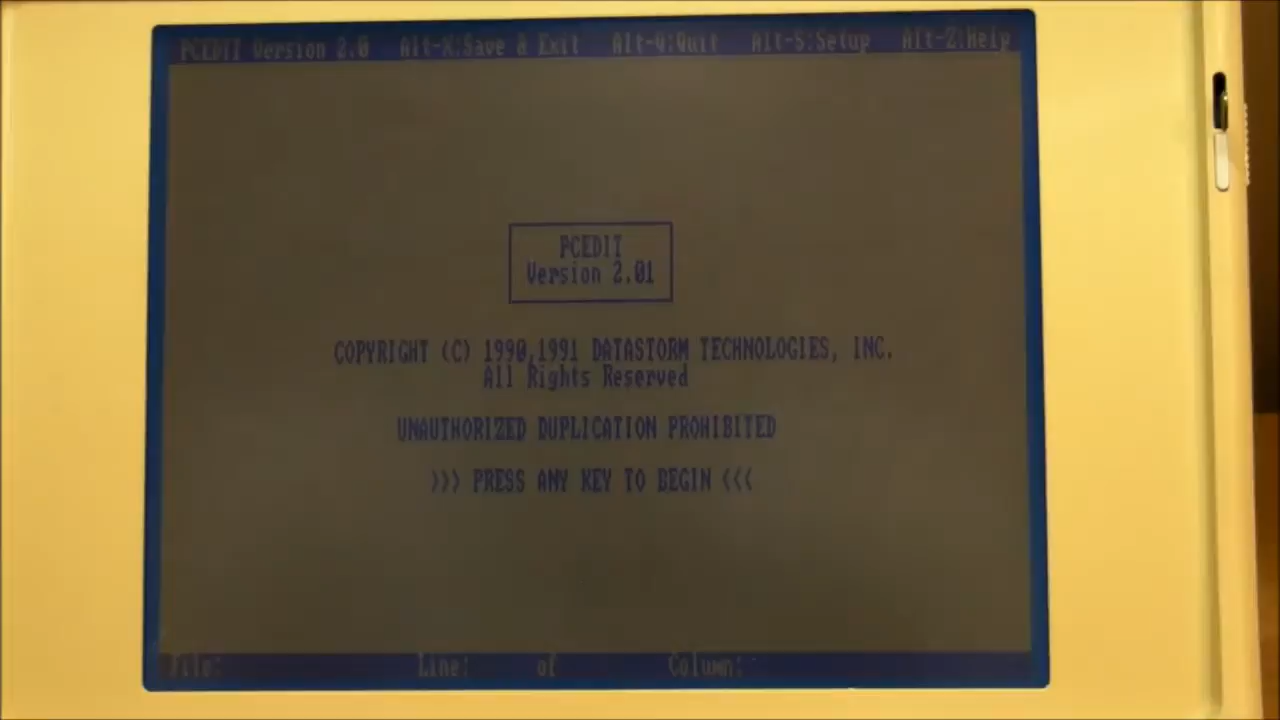 PCEDIT Version 2.0 Alt-X:Save & Exit Alt-Q:Quit Alt-S:Setup Alt-Z:Help
PCEDIT
Version 2.01
COPYRIGHT (C) 1990,1991 DATASTORM TECHNOLOGIES, INC.
All Rights Reserved
UNAUTHORIZED DUPLICATION PROHIBITED
>>> PRESS ANY KEY TO BEGIN <<<
File: Line: of Column: